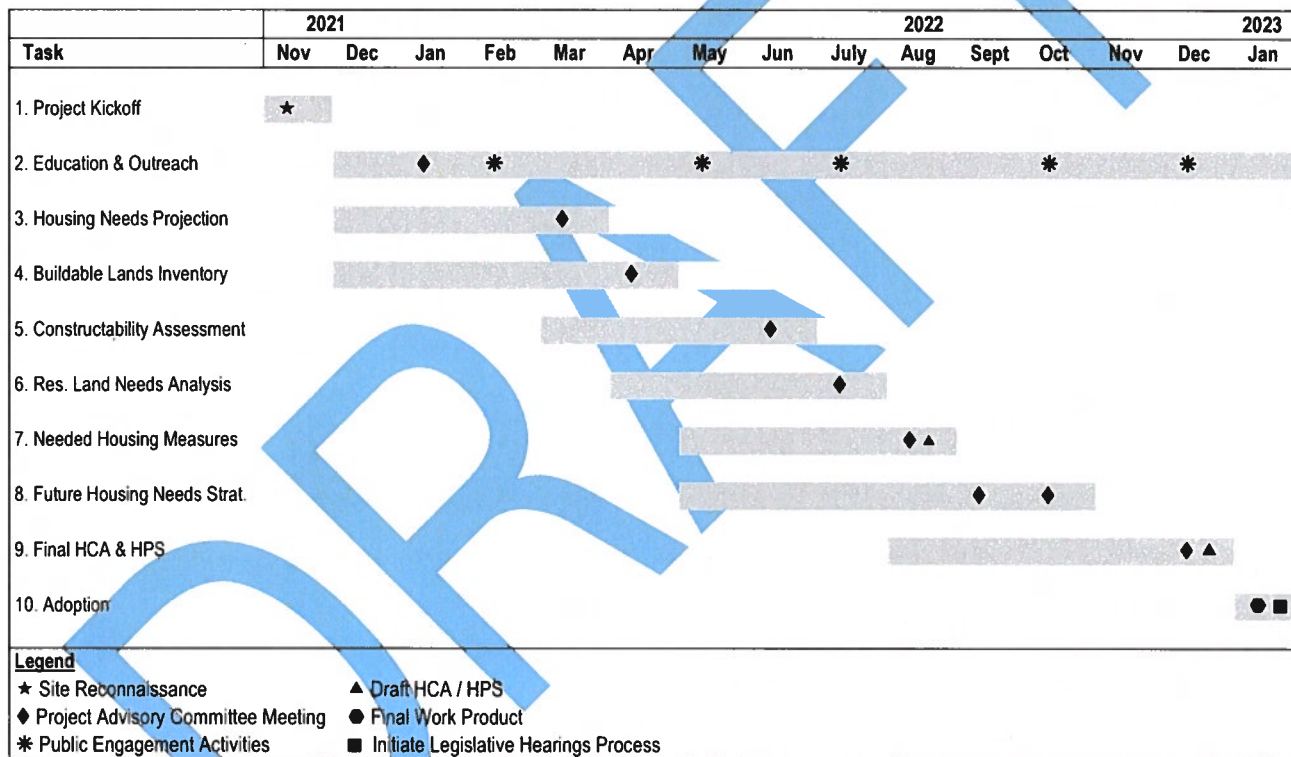 2021 2022 2023
Task Nov Dec Jan Feb Mar Apr May Jun July Aug Sept Oct Nov Dec Jan
1. Project Kickoff
2. Education & Outreach
3. Housing Needs Projection
4. Buildable Lands Inventory
5. Constructability Assessment
6. Res. Land Needs Analysis
7. Needed Housing Measures
8. Future Housing Needs Strat.
9. Final HCA & HPS
10. Adoption
Legend
★ Site Reconnaissance ▲ Draft HCA / HPS
◆ Project Advisory Committee Meeting ⬣ Final Work Product
✱ Public Engagement Activities ■ Initiate Legislative Hearings Process
DRAFT